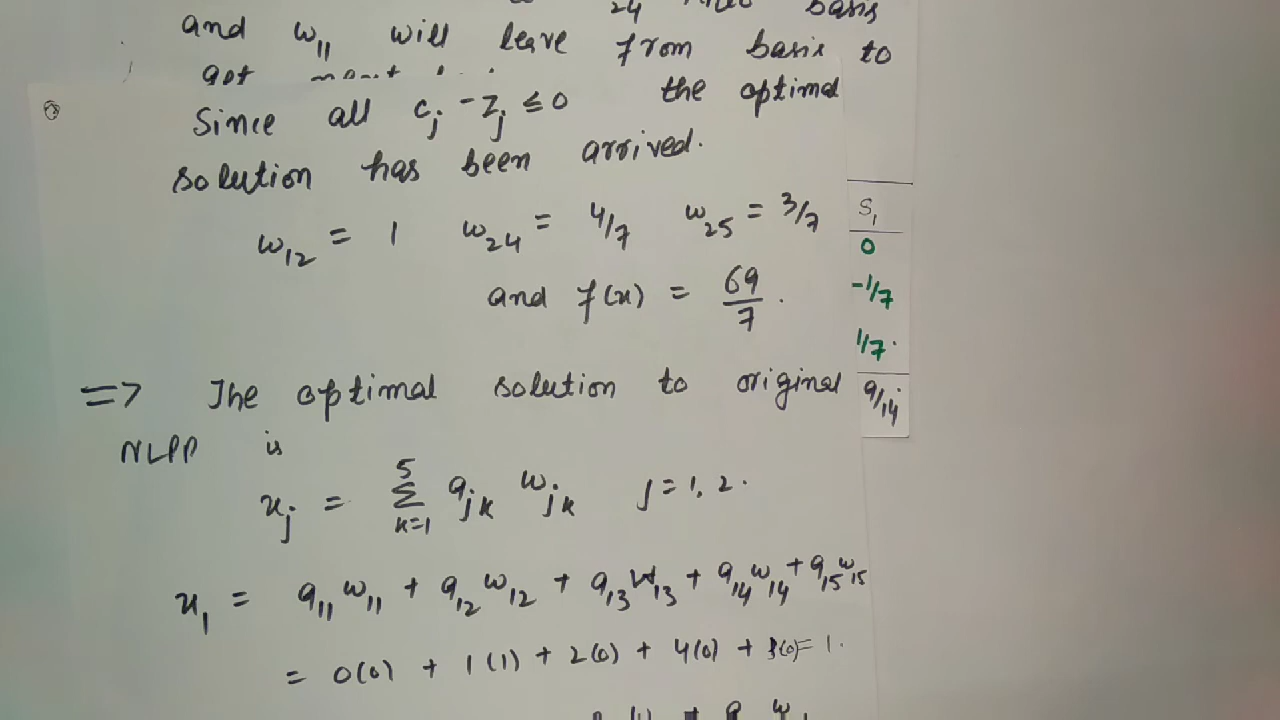 24 basis
and w₁₁ will leave from basis to
got
Since all cⱼ - zⱼ ≤ 0 the optimal
solution has been arrived.
w₁₂ = 1 w₂₄ = 4/7 w₂₅ = 3/7
and f(x) = 69/7.
S₁
0
-1/7
1/7
9/14
=> The optimal solution to original
NLPP is
xⱼ = Σ (k=1 to 5) aⱼₖ wⱼₖ j = 1, 2.
x₁ = a₁₁ w₁₁ + a₁₂ w₁₂ + a₁₃ w₁₃ + a₁₄ w₁₄ + a₁₅ w₁₅
= 0(0) + 1(1) + 2(0) + 4(0) + (0) = 1.